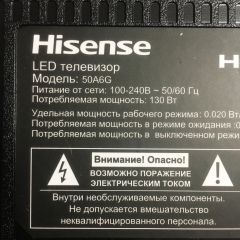 Hisense
H
LED телевизор
Модель: 50A6G
Питание от сети: 100-240В ~ 50/60 Гц
Потребляемая мощность: 130 Вт
Удельная мощность рабочего режима: 0.020 Вт/
Потребляемая мощность в режиме ожидания :0
Потребляемая мощность в выключенном режим
Внимание! Опасно!
ВОЗМОЖНО ПОРАЖЕНИЕ
ЭЛЕКТРИЧЕСКИМ ТОКОМ
Внутри необслуживаемые компоненты.
Не допускается вмешательство
неквалифицированного персонала.